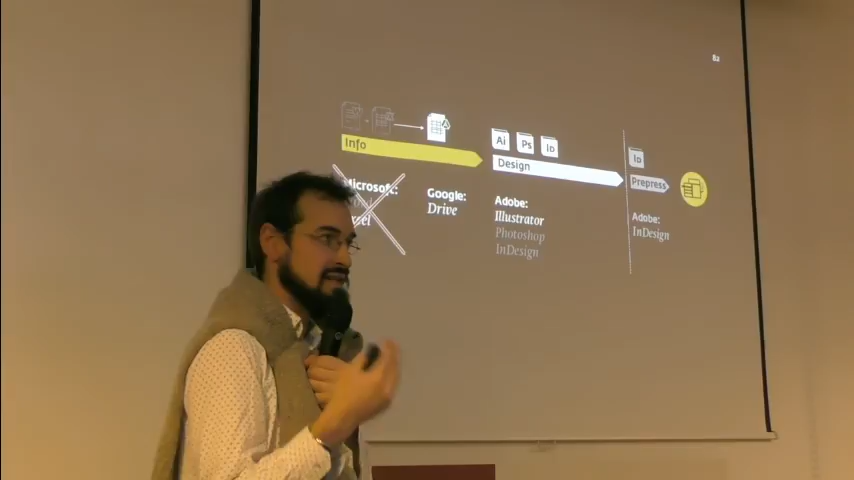 82
Info
Ai Ps ID
Design
ID
Prepress
Microsoft:
Google:
Drive
Adobe:
Illustrator
Photoshop
InDesign
Adobe:
InDesign